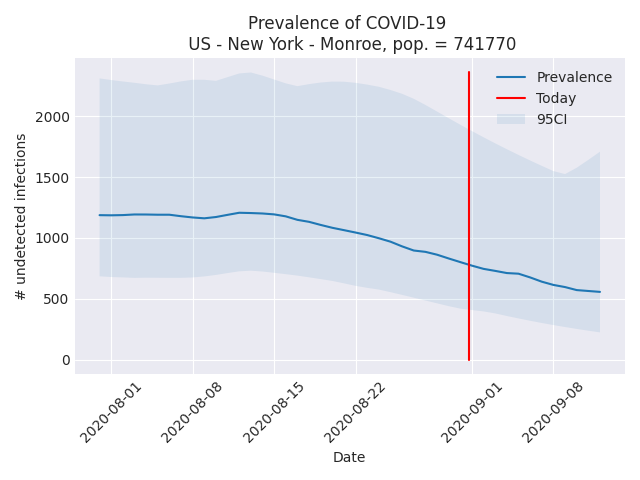 Prevalence of COVID-19
US - New York - Monroe, pop. = 741770
Prevalence
Today
95CI
# undetected infections
2000
1500
1000
500
0
2020-08-01
2020-08-08
2020-08-15
2020-08-22
2020-09-01
2020-09-08
Date